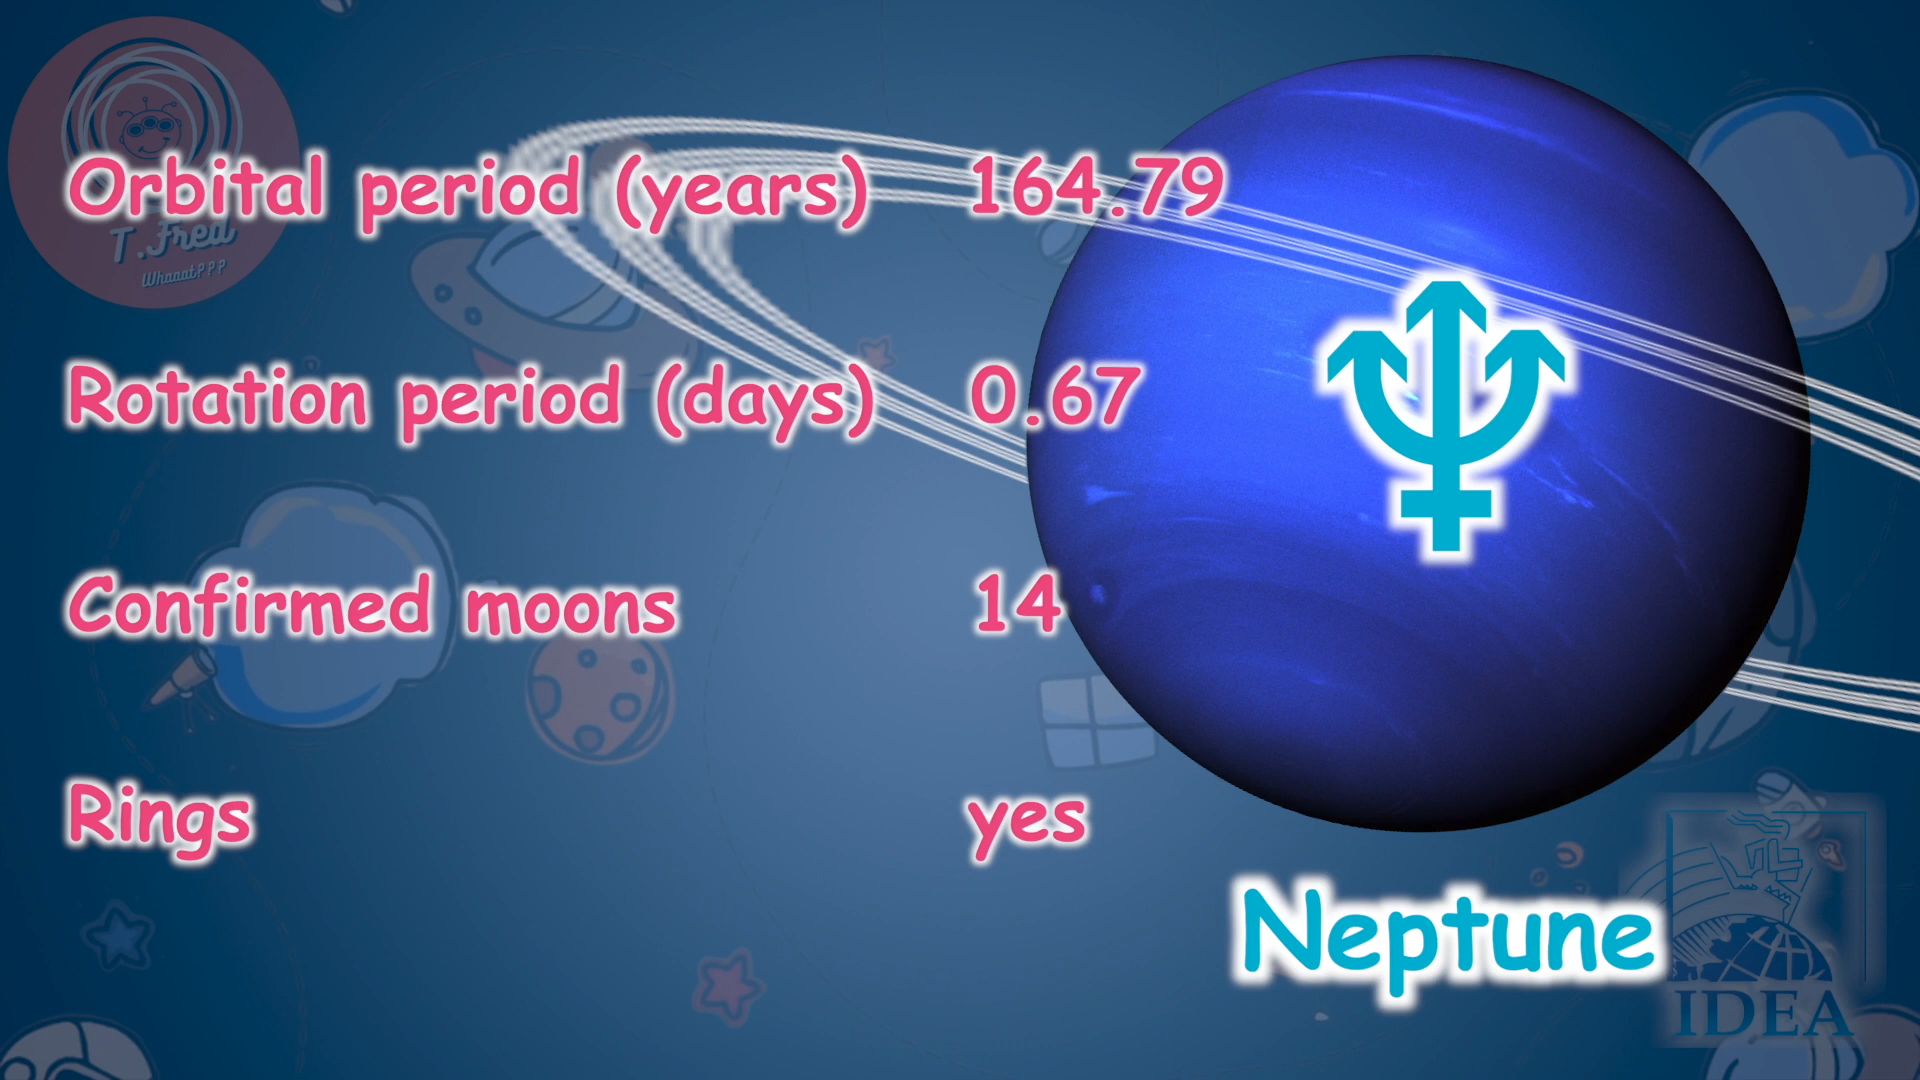 Orbital period (years) 164.79
T.Fred
Whaaat???
Rotation period (days) 0.67
Confirmed moons 14
Rings yes
Neptune
IDEA